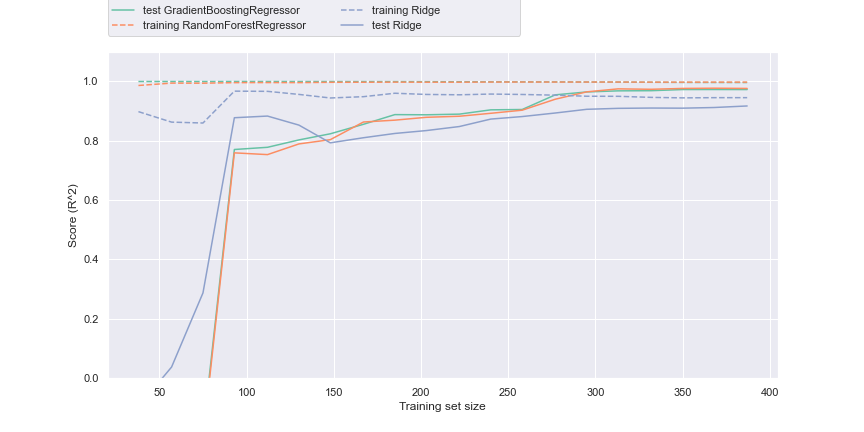 test GradientBoostingRegressor training Ridge
training RandomForestRegressor test Ridge
1.0
0.8
0.6
0.4
0.2
0.0
Score (R^2)
50 100 150 200 250 300 350 400
Training set size